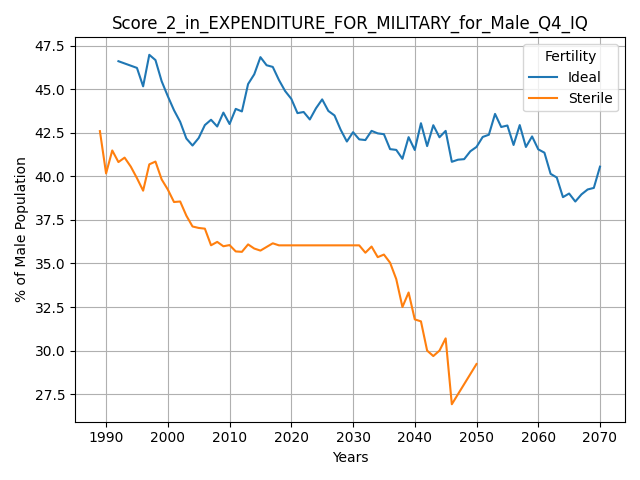 Score_2_in_EXPENDITURE_FOR_MILITARY_for_Male_Q4_IQ
Fertility
Ideal
Sterile
% of Male Population
47.5
45.0
42.5
40.0
37.5
35.0
32.5
30.0
27.5
1990 2000 2010 2020 2030 2040 2050 2060 2070
Years